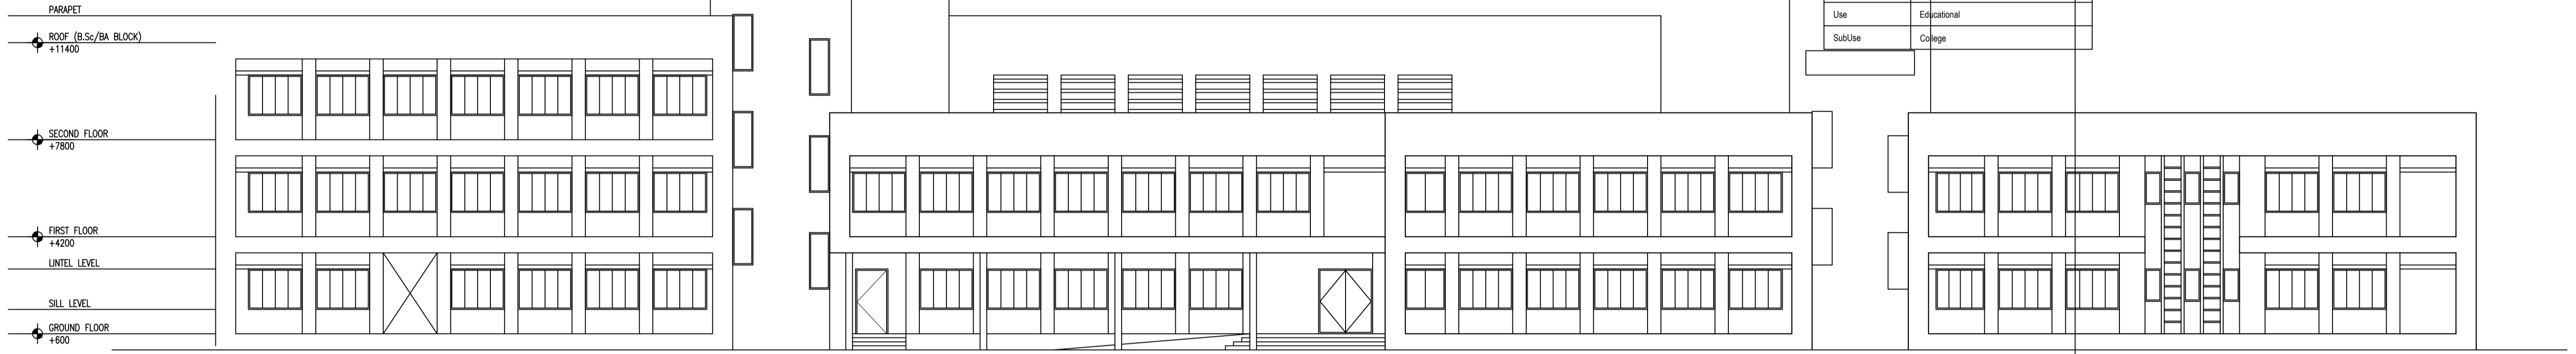 PARAPET
ROOF (B.Sc/BA BLOCK)
+11400
SECOND FLOOR
+7800
FIRST FLOOR
+4200
LINTEL LEVEL
SILL LEVEL
GROUND FLOOR
+600
Use Educational
SubUse College